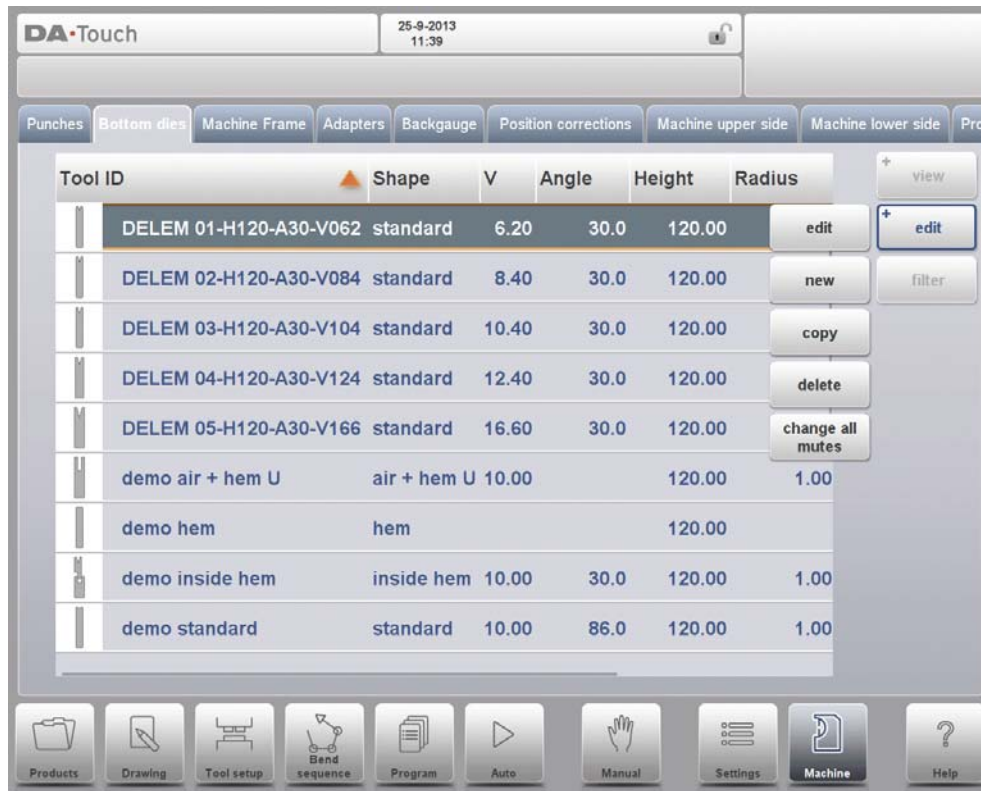 DA•Touch
25-9-2013
11:39
Punches Bottom dies Machine Frame Adapters Backgauge Position corrections Machine upper side Machine lower side Pro
Tool ID Shape V Angle Height Radius
+ view
DELEM 01-H120-A30-V062 standard 6.20 30.0 120.00
edit
+ edit
DELEM 02-H120-A30-V084 standard 8.40 30.0 120.00
new
filter
DELEM 03-H120-A30-V104 standard 10.40 30.0 120.00
copy
DELEM 04-H120-A30-V124 standard 12.40 30.0 120.00
delete
DELEM 05-H120-A30-V166 standard 16.60 30.0 120.00
change all
mutes
demo air + hem U air + hem U 10.00 120.00 1.00
demo hem hem 120.00
demo inside hem inside hem 10.00 30.0 120.00 1.00
demo standard standard 10.00 86.0 120.00 1.00
Products Drawing Tool setup Bend
sequence Program Auto Manual Settings Machine ? Help